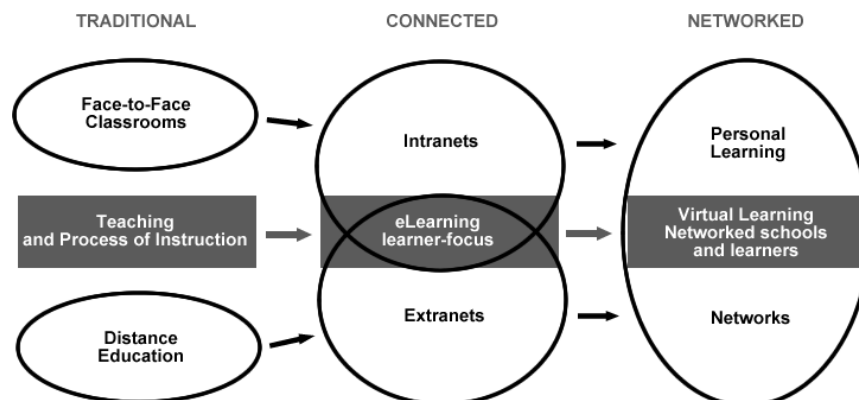 TRADITIONAL
CONNECTED
NETWORKED
Face-to-Face
Classrooms
Intranets
Personal
Learning
Teaching
and Process of Instruction
eLearning
learner-focus
Virtual Learning
Networked schools
and learners
Distance
Education
Extranets
Networks